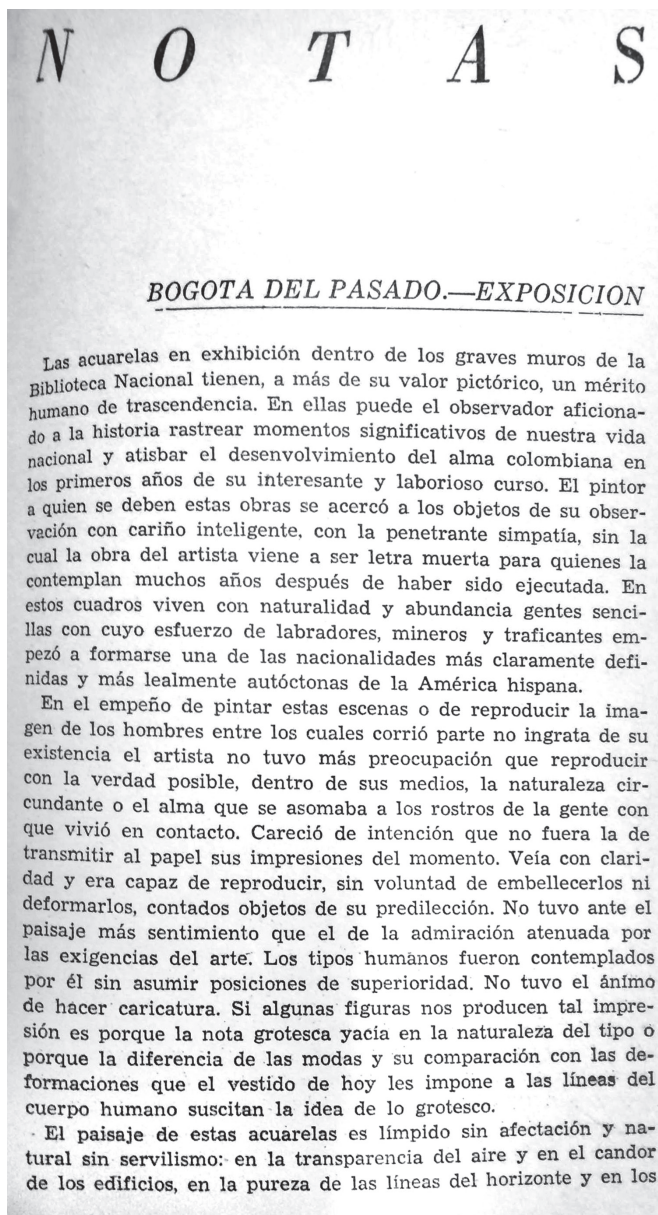 N O T A S
BOGOTA DEL PASADO.—EXPOSICION
Las acuarelas en exhibición dentro de los graves muros de la
Biblioteca Nacional tienen, a más de su valor pictórico, un mérito
humano de trascendencia. En ellas puede el observador aficiona-
do a la historia rastrear momentos significativos de nuestra vida
nacional y atisbar el desenvolvimiento del alma colombiana en
los primeros años de su interesante y laborioso curso. El pintor
a quien se deben estas obras se acercó a los objetos de su obser-
vación con cariño inteligente, con la penetrante simpatía, sin la
cual la obra del artista viene a ser letra muerta para quienes la
contemplan muchos años después de haber sido ejecutada. En
estos cuadros viven con naturalidad y abundancia gentes senci-
llas con cuyo esfuerzo de labradores, mineros y traficantes em-
pezó a formarse una de las nacionalidades más claramente defi-
nidas y más lealmente autóctonas de la América hispana.
En el empeño de pintar estas escenas o de reproducir la ima-
gen de los hombres entre los cuales corrió parte no ingrata de su
existencia el artista no tuvo más preocupación que reproducir
con la verdad posible, dentro de sus medios, la naturaleza cir-
cundante o el alma que se asomaba a los rostros de la gente con
que vivió en contacto. Careció de intención que no fuera la de
transmitir al papel sus impresiones del momento. Veía con clari-
dad y era capaz de reproducir, sin voluntad de embellecerlos ni
deformarlos, contados objetos de su predilección. No tuvo ante el
paisaje más sentimiento que el de la admiración atenuada por
las exigencias del arte. Los tipos humanos fueron contemplados
por él sin asumir posiciones de superioridad. No tuvo el ánimo
de hacer caricatura. Si algunas figuras nos producen tal impre-
sión es porque la nota grotesca yacía en la naturaleza del tipo o
porque la diferencia de las modas y su comparación con las de-
formaciones que el vestido de hoy les impone a las líneas del
cuerpo humano suscitan la idea de lo grotesco.
El paisaje de estas acuarelas es límpido sin afectación y na-
tural sin servilismo: en la transparencia del aire y en el candor
de los edificios, en la pureza de las líneas del horizonte y en los